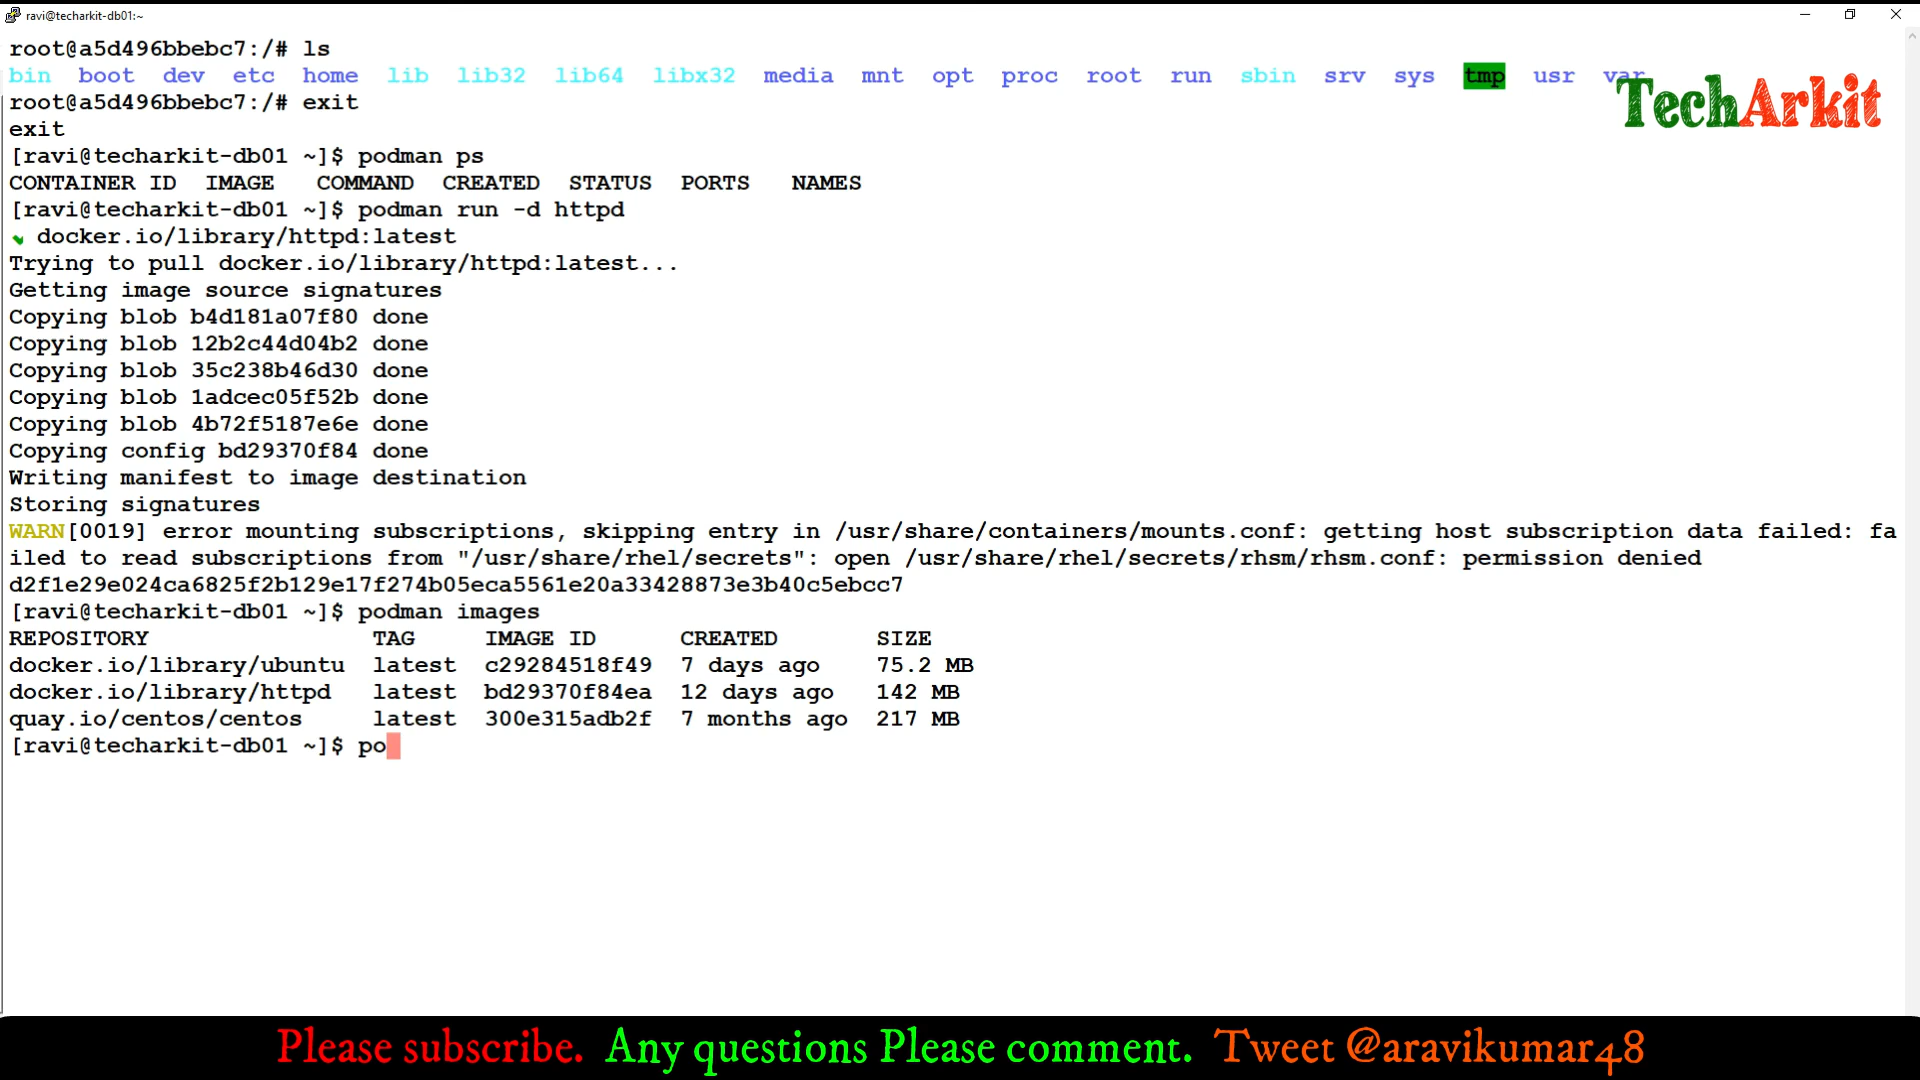 ravi@techarkit-db01:~
root@a5d496bbebc7:/# ls
bin boot dev etc home lib lib32 lib64 libx32 media mnt opt proc root run sbin srv sys tmp usr var
TechArkit
root@a5d496bbebc7:/# exit
exit
[ravi@techarkit-db01 ~]$ podman ps
CONTAINER ID IMAGE COMMAND CREATED STATUS PORTS NAMES
[ravi@techarkit-db01 ~]$ podman run -d httpd
✔ docker.io/library/httpd:latest
Trying to pull docker.io/library/httpd:latest...
Getting image source signatures
Copying blob b4d181a07f80 done
Copying blob 12b2c44d04b2 done
Copying blob 35c238b46d30 done
Copying blob 1adcec05f52b done
Copying blob 4b72f5187e6e done
Copying config bd29370f84 done
Writing manifest to image destination
Storing signatures
WARN[0019] error mounting subscriptions, skipping entry in /usr/share/containers/mounts.conf: getting host subscription data failed: fa
iled to read subscriptions from "/usr/share/rhel/secrets": open /usr/share/rhel/secrets/rhsm/rhsm.conf: permission denied
d2f1e29e024ca6825f2b129e17f274b05eca5561e20a33428873e3b40c5ebcc7
[ravi@techarkit-db01 ~]$ podman images
REPOSITORY TAG IMAGE ID CREATED SIZE
docker.io/library/ubuntu latest c29284518f49 7 days ago 75.2 MB
docker.io/library/httpd latest bd29370f84ea 12 days ago 142 MB
quay.io/centos/centos latest 300e315adb2f 7 months ago 217 MB
[ravi@techarkit-db01 ~]$ po
Please subscribe. Any questions Please comment. Tweet @aravikumar48